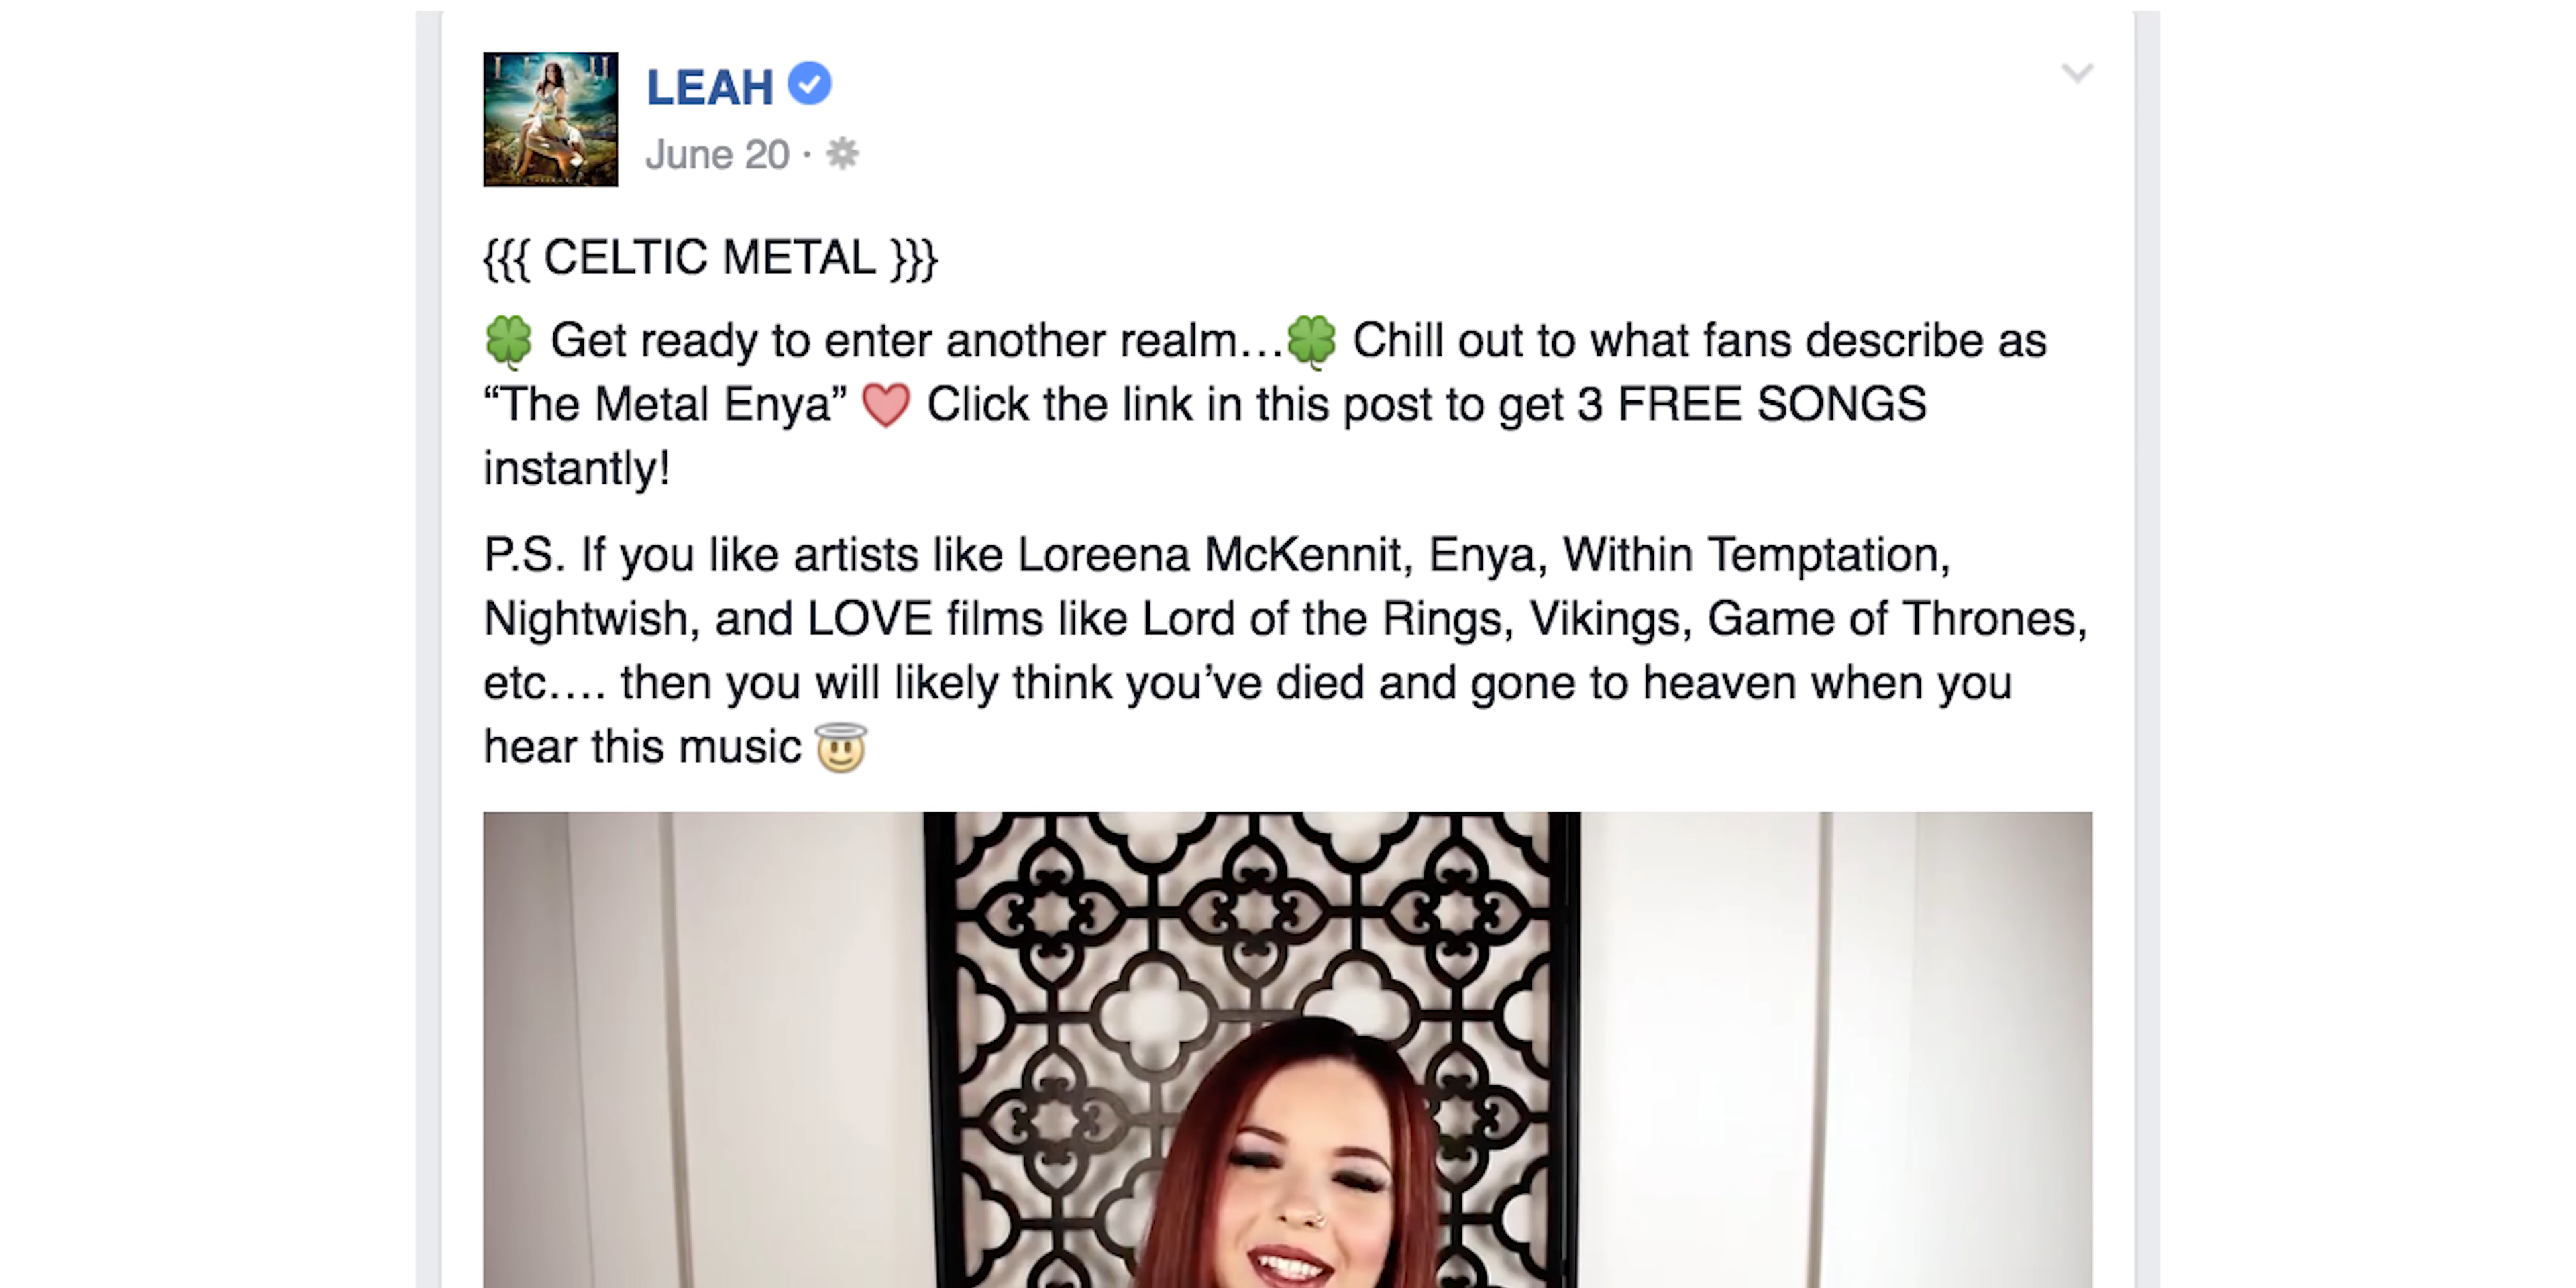 LEAH
LEAH
June 20 ·
{{{ CELTIC METAL }}}
🍀 Get ready to enter another realm...🍀 Chill out to what fans describe as
“The Metal Enya” ❤ Click the link in this post to get 3 FREE SONGS
instantly!
P.S. If you like artists like Loreena McKennit, Enya, Within Temptation,
Nightwish, and LOVE films like Lord of the Rings, Vikings, Game of Thrones,
etc.... then you will likely think you’ve died and gone to heaven when you
hear this music 😇